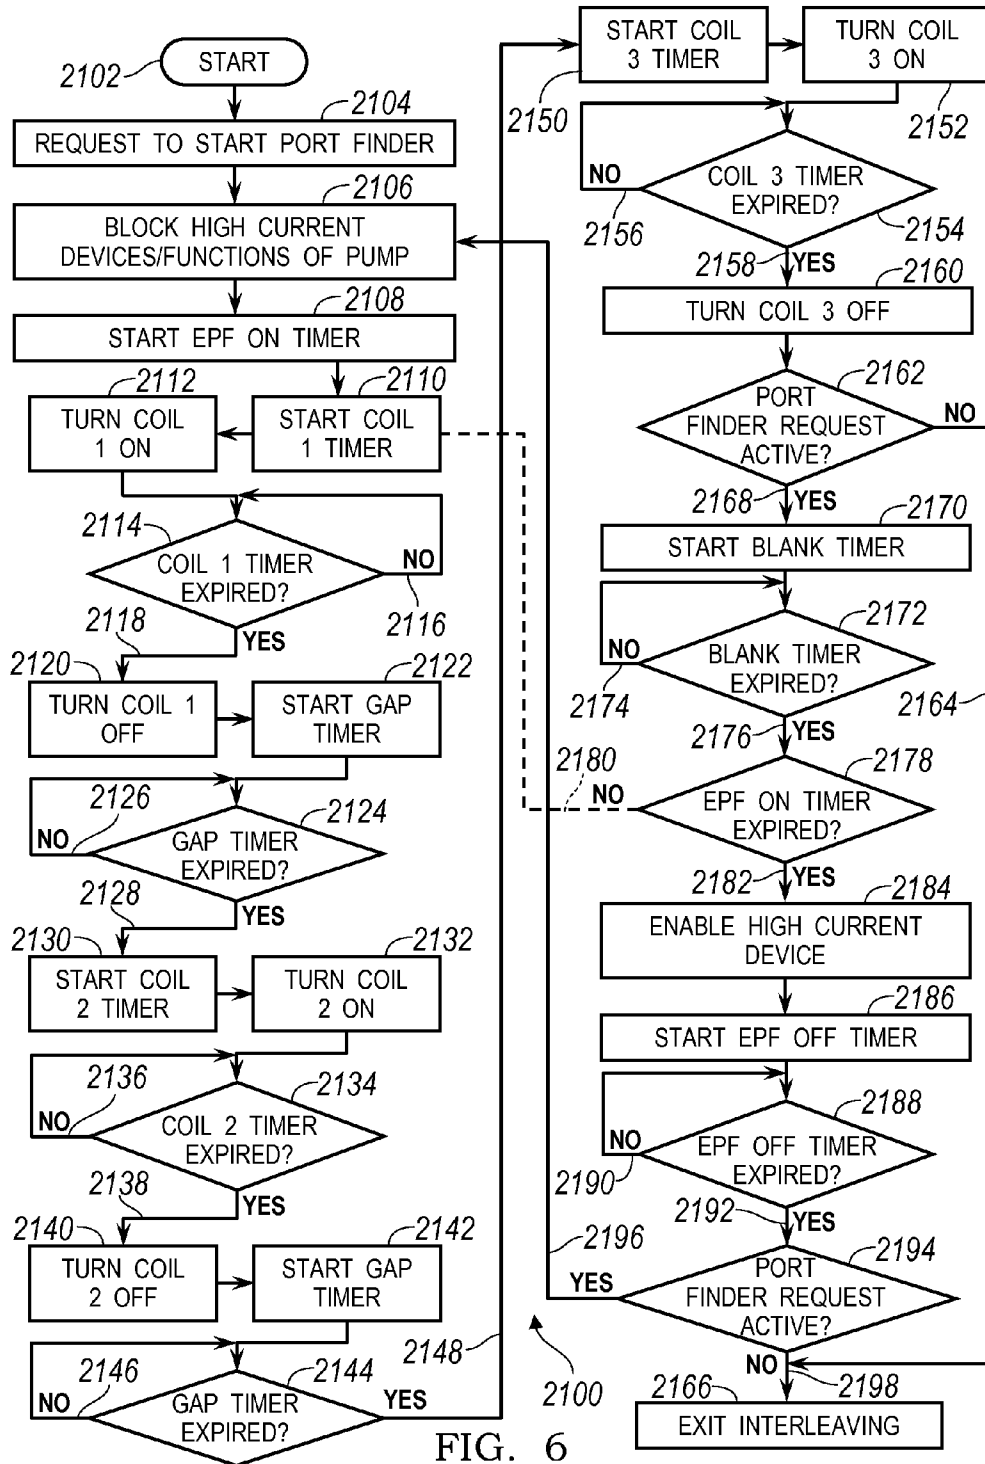 START
2102
2104
REQUEST TO START PORT FINDER
2106
BLOCK HIGH CURRENT
DEVICES/FUNCTIONS OF PUMP
2108
START EPF ON TIMER
2112
2110
TURN COIL
1 ON
START COIL
1 TIMER
2114
COIL 1 TIMER
EXPIRED?
NO
2116
2118
YES
2120
2122
TURN COIL 1
OFF
START GAP
TIMER
2126
2124
NO
GAP TIMER
EXPIRED?
2128
YES
2130
2132
START COIL
2 TIMER
TURN COIL
2 ON
2136
2134
NO
COIL 2 TIMER
EXPIRED?
2138
YES
2140
2142
TURN COIL
2 OFF
START GAP
TIMER
2146
2144
2148
NO
YES
GAP TIMER
EXPIRED?
START COIL
3 TIMER
TURN COIL
3 ON
2150
2152
NO
COIL 3 TIMER
EXPIRED?
2156
2154
2158
YES
2160
TURN COIL 3 OFF
2162
PORT
FINDER REQUEST
ACTIVE?
NO
2168
YES
2170
START BLANK TIMER
2172
NO
BLANK TIMER
EXPIRED?
2174
2164
2176
YES
2180
2178
NO
EPF ON TIMER
EXPIRED?
2182
YES
2184
ENABLE HIGH CURRENT
DEVICE
2186
START EPF OFF TIMER
2188
NO
EPF OFF TIMER
EXPIRED?
2190
2192
YES
2196
2194
YES
PORT
FINDER REQUEST
ACTIVE?
2100
NO
2166
2198
EXIT INTERLEAVING
FIG. 6